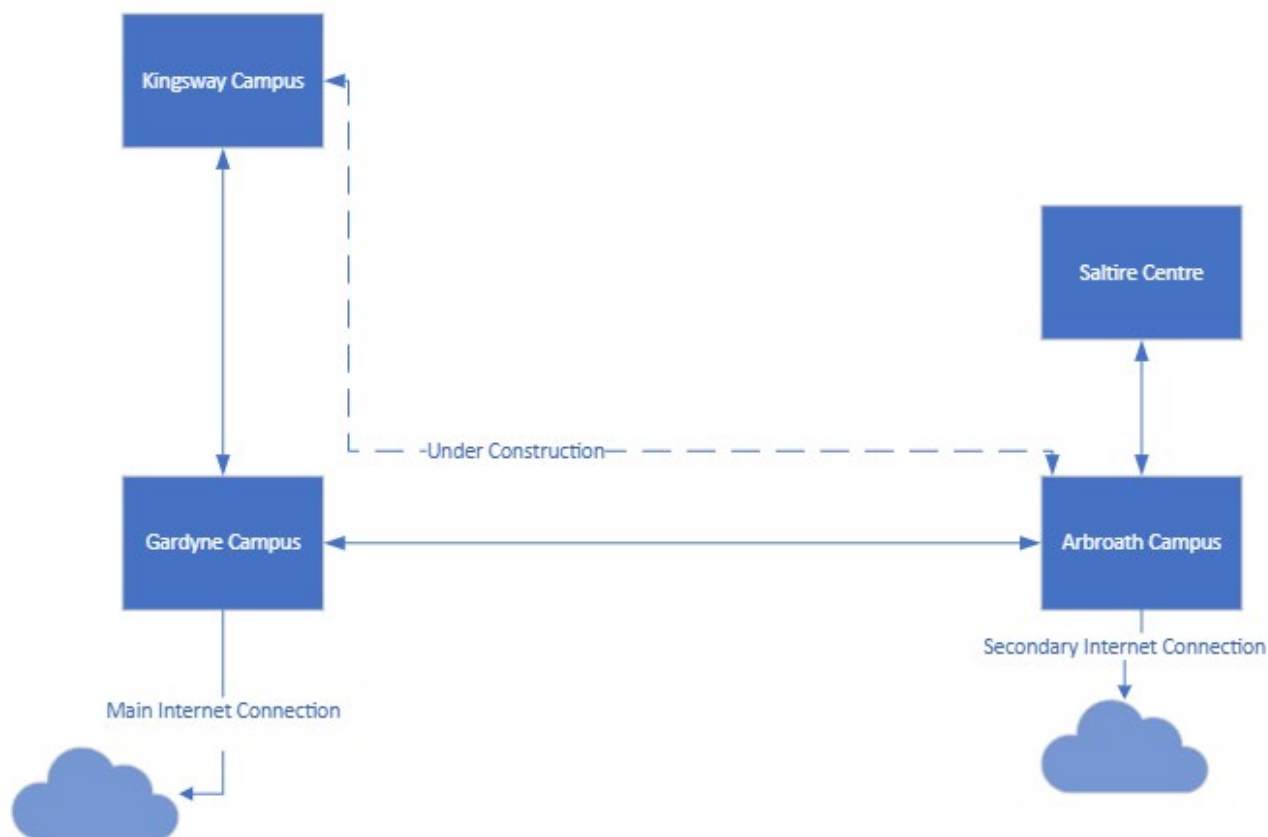 Kingsway Campus
Saltire Centre
Under Construction
Gardyne Campus
Arbroath Campus
Secondary Internet Connection
Main Internet Connection